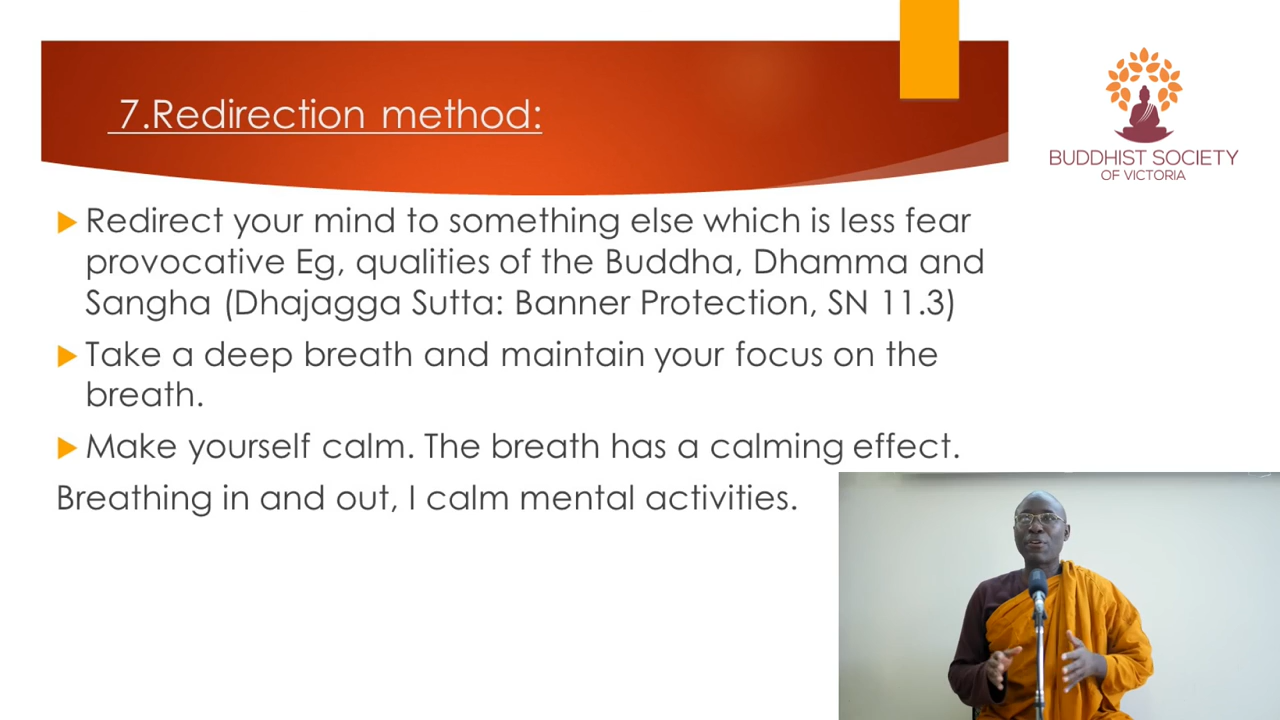 7.Redirection method:
BUDDHIST SOCIETY
OF VICTORIA
Redirect your mind to something else which is less fear
provocative Eg, qualities of the Buddha, Dhamma and
Sangha (Dhajagga Sutta: Banner Protection, SN 11.3)
Take a deep breath and maintain your focus on the
breath.
Make yourself calm. The breath has a calming effect.
Breathing in and out, I calm mental activities.